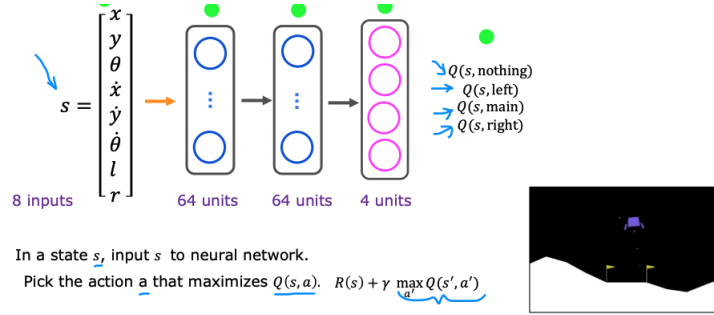 s =
x
y
θ
ẋ
ẏ
θ̇
l
r
Q(s, nothing)
Q(s, left)
Q(s, main)
Q(s, right)
8 inputs 64 units 64 units 4 units
In a state s, input s to neural network.
Pick the action a that maximizes Q(s, a). R(s) + γ max Q(s′, a′)
a′